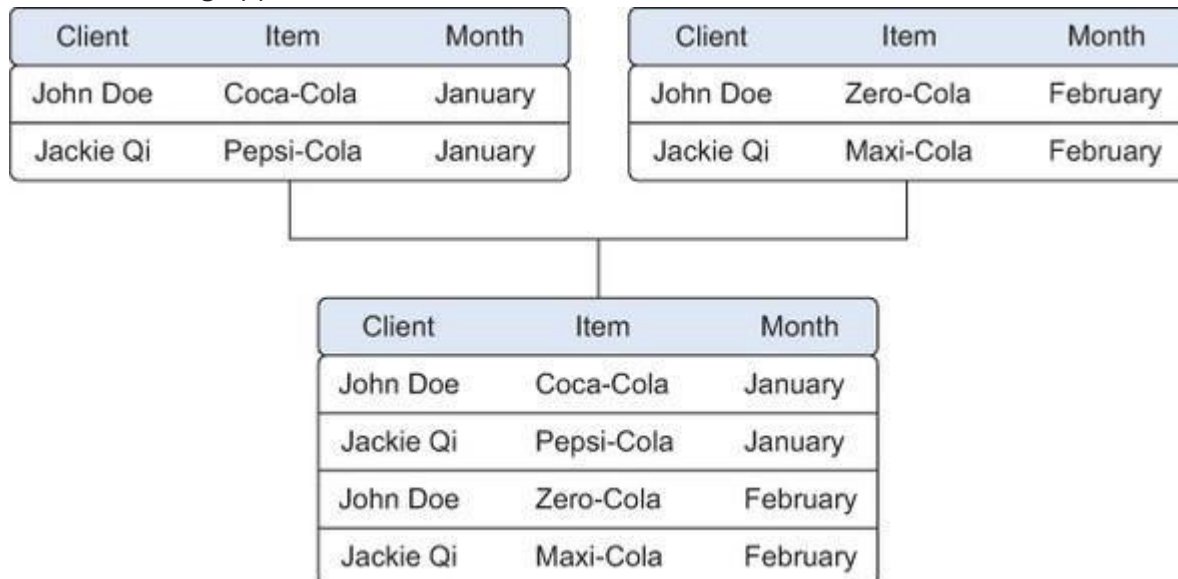 Client Item Month
John Doe Coca-Cola January
Jackie Qi Pepsi-Cola January
Client Item Month
John Doe Zero-Cola February
Jackie Qi Maxi-Cola February
Client Item Month
John Doe Coca-Cola January
Jackie Qi Pepsi-Cola January
John Doe Zero-Cola February
Jackie Qi Maxi-Cola February